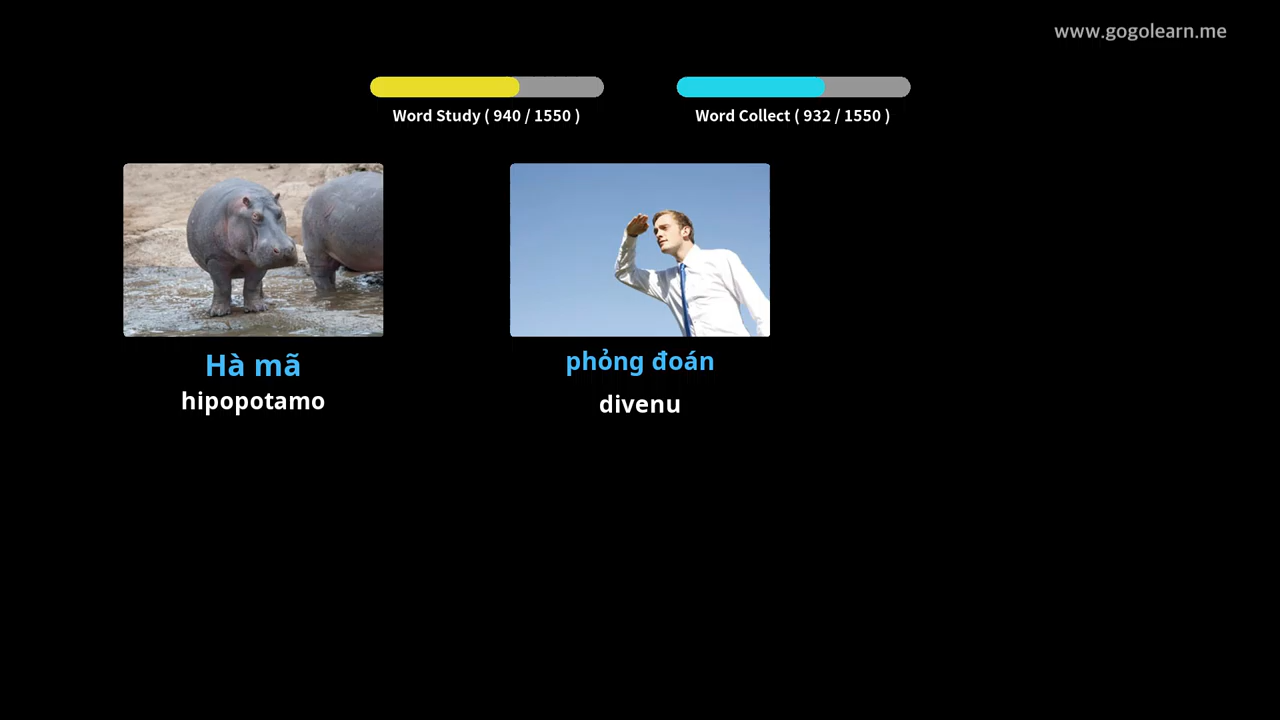 www.gogolearn.me
Word Study ( 940 / 1550 )
Word Collect ( 932 / 1550 )
Hà mã
hipopotamo
phỏng đoán
divenu